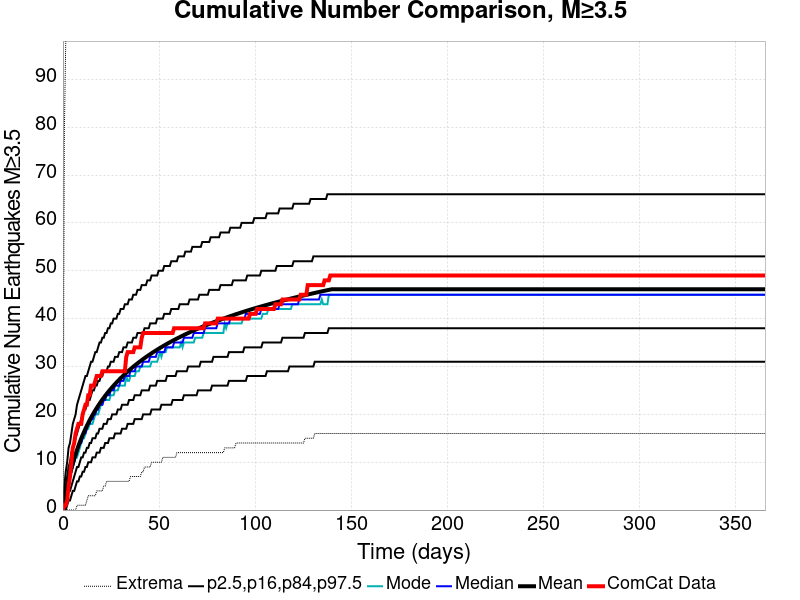 Cumulative Number Comparison, M≥3.5
Cumulative Num Earthquakes M≥3.5
90
80
70
60
50
40
30
20
10
0
0 50 100 150 200 250 300 350
Time (days)
Extrema p2.5,p16,p84,p97.5 Mode Median Mean ComCat Data